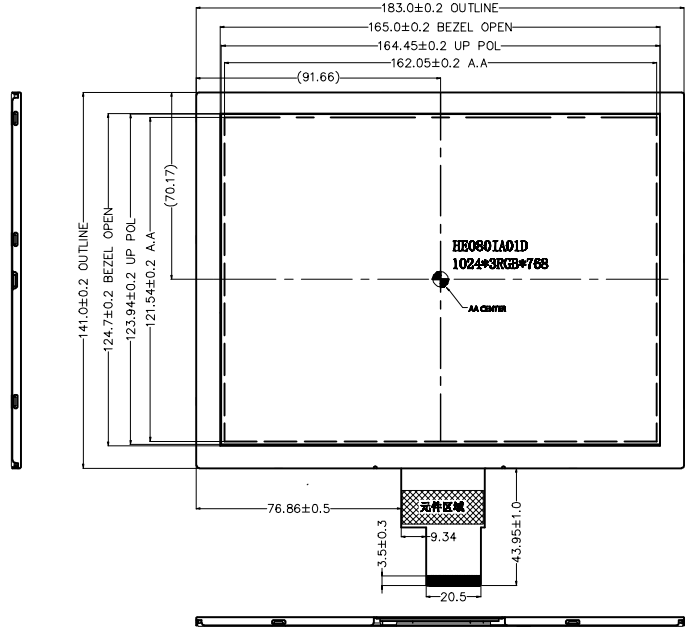 183.0±0.2 OUTLINE
165.0±0.2 BEZEL OPEN
164.45±0.2 UP POL
162.05±0.2 A.A
(91.66)
(70.17)
141.0±0.2 OUTLINE
124.7±0.2 BEZEL OPEN
123.94±0.2 UP POL
121.54±0.2 A.A
HE080IA01D
1024*3RGB*768
AA CENTER
76.86±0.5
元件区域
9.34
3.5±0.3
43.95±1.0
20.5